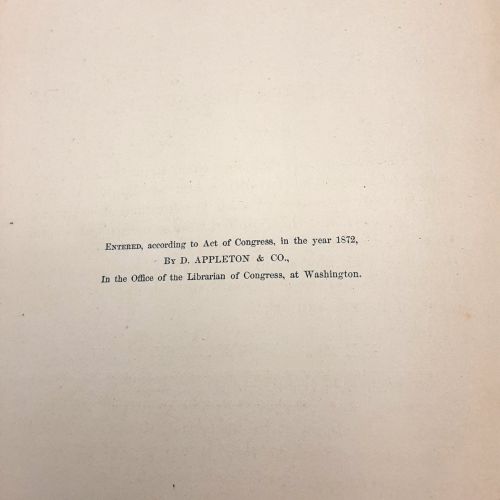 Entered, according to Act of Congress, in the year 1872,
By D. APPLETON & CO.,
In the Office of the Librarian of Congress, at Washington.